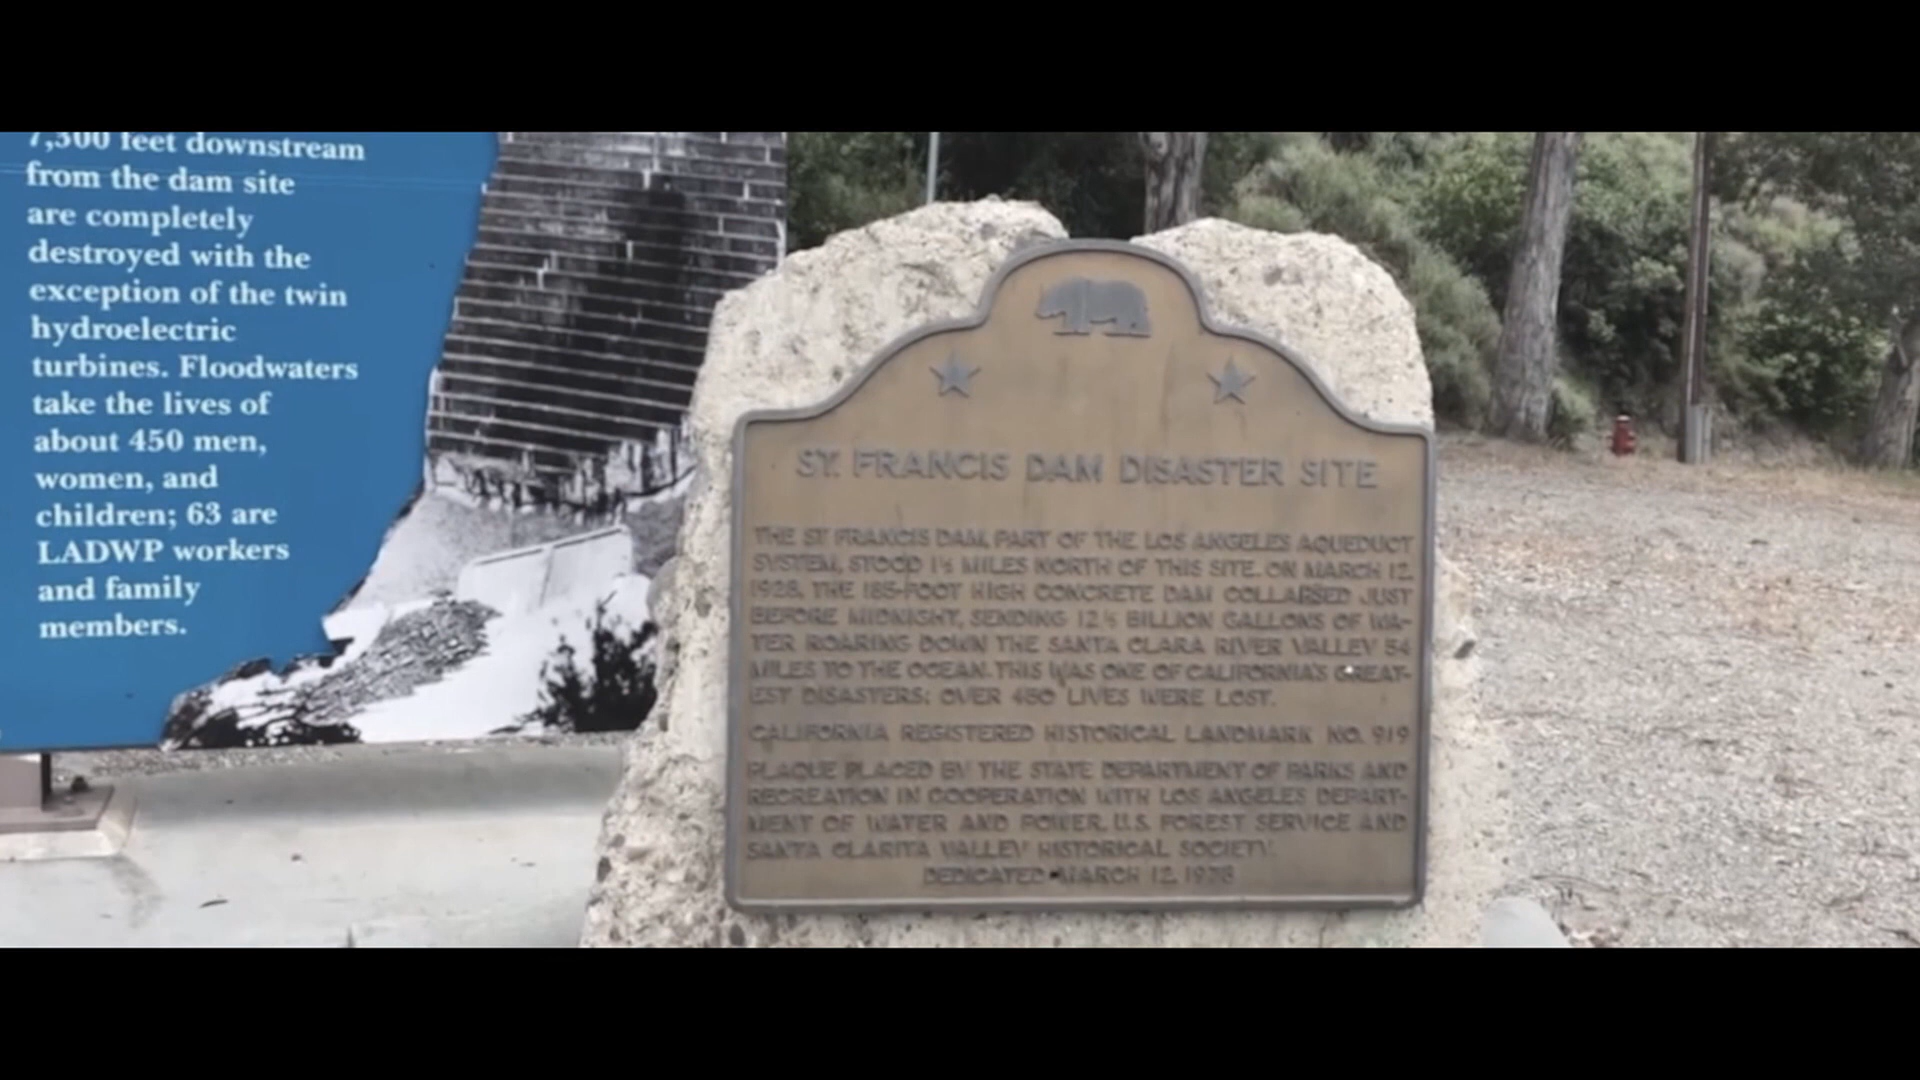 7,300 feet downstream
from the dam site
are completely
destroyed with the
exception of the twin
hydroelectric
turbines. Floodwaters
take the lives of
about 450 men,
women, and
children; 63 are
LADWP workers
and family
members.
ST. FRANCIS DAM DISASTER SITE
THE ST. FRANCIS DAM, PART OF THE LOS ANGELES AQUEDUCT
SYSTEM, STOOD 1½ MILES NORTH OF THIS SITE. ON MARCH 12,
1928, THE 185-FOOT HIGH CONCRETE DAM COLLAPSED JUST
BEFORE MIDNIGHT, SENDING 12½ BILLION GALLONS OF WA-
TER ROARING DOWN THE SANTA CLARA RIVER VALLEY 54
MILES TO THE OCEAN. THIS WAS ONE OF CALIFORNIA'S GREAT-
EST DISASTERS: OVER 450 LIVES WERE LOST.
CALIFORNIA REGISTERED HISTORICAL LANDMARK NO. 919
PLAQUE PLACED BY THE STATE DEPARTMENT OF PARKS AND
RECREATION IN COOPERATION WITH LOS ANGELES DEPART-
MENT OF WATER AND POWER, U.S. FOREST SERVICE AND
SANTA CLARITA VALLEY HISTORICAL SOCIETY.
DEDICATED MARCH 12, 1978